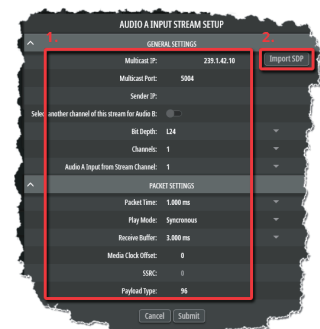 AUDIO A INPUT STREAM SETUP
1.
2.
GENERAL SETTINGS
Import SDP
Multicast IP: 239.1.42.10
Multicast Port: 5004
Sender IP:
Select another channel of this stream for Audio B:
Bit Depth: L24
Channels: 1
Audio A Input from Stream Channel: 1
PACKET SETTINGS
Packet Time: 1.000 ms
Play Mode: Syncronous
Receive Buffer: 3.000 ms
Media Clock Offset: 0
SSRC: 0
Payload Type: 96
Cancel Submit